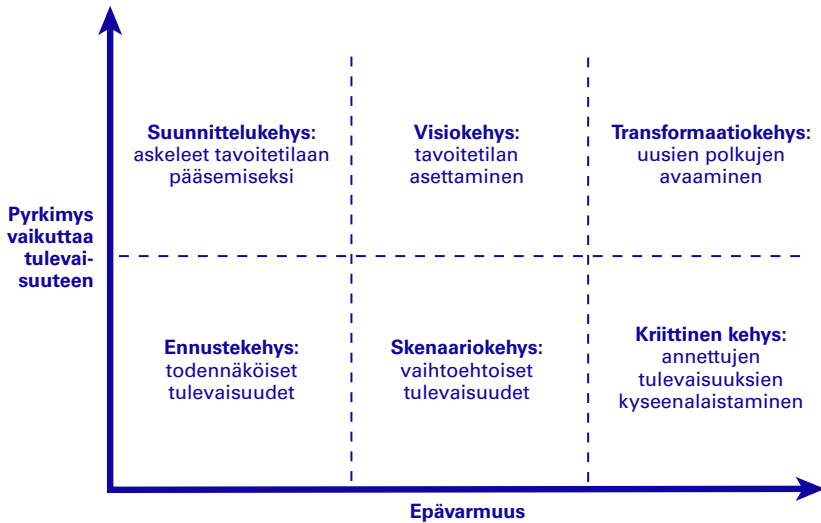 Suunnittelukehys:
askeleet tavoitetilaan
pääsemiseksi
Visiokehys:
tavoitetilan
asettaminen
Transformaatiokehys:
uusien polkujen
avaaminen
Pyrkimys
vaikuttaa
tulevai-
suuteen
Ennustekehys:
todennäköiset
tulevaisuudet
Skenaariokehys:
vaihtoehtoiset
tulevaisuudet
Kriittinen kehys:
annettujen
tulevaisuuksien
kyseenalaistaminen
Epävarmuus